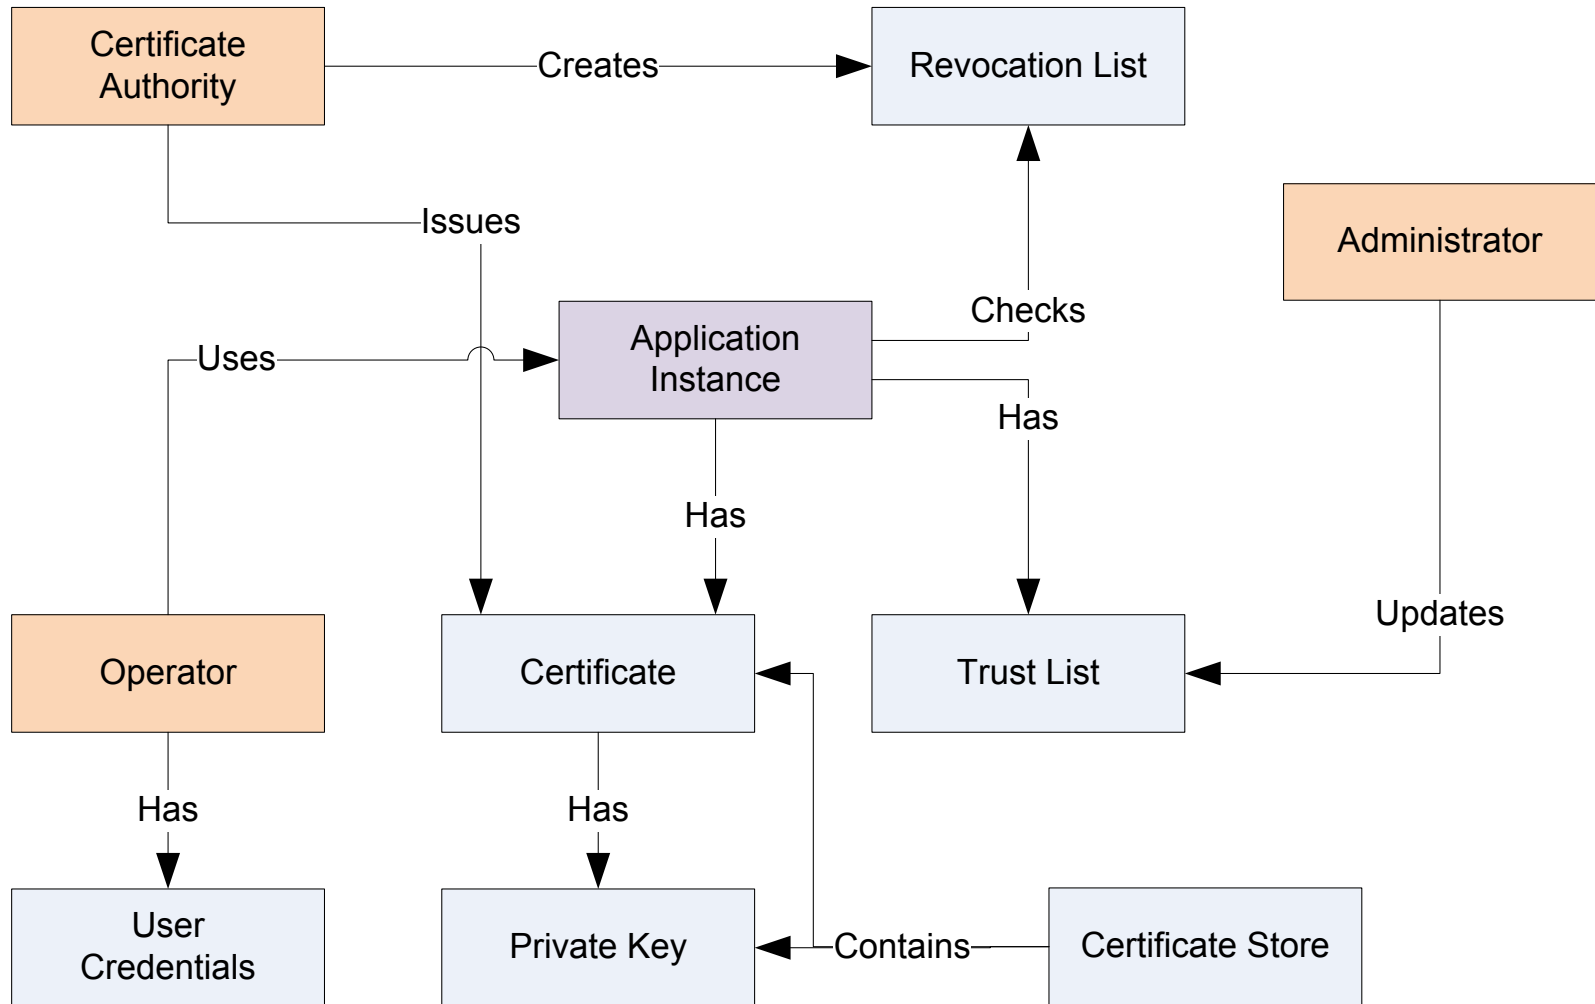 Certificate
Authority
Creates
Revocation List
Issues
Administrator
Checks
Application
Instance
Uses
Has
Has
Updates
Operator
Certificate
Trust List
Has
Has
User
Credentials
Private Key
Contains
Certificate Store